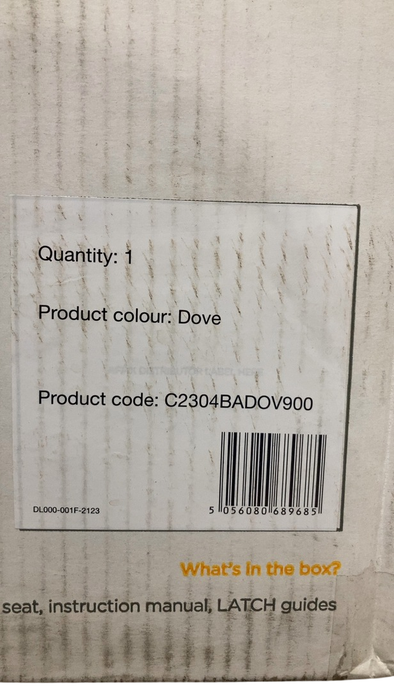 Quantity: 1
Product colour: Dove
Product code: C2304BADOV900
5 056080 689685
DL000-001F-2123
What's in the box?
seat, instruction manual, LATCH guides